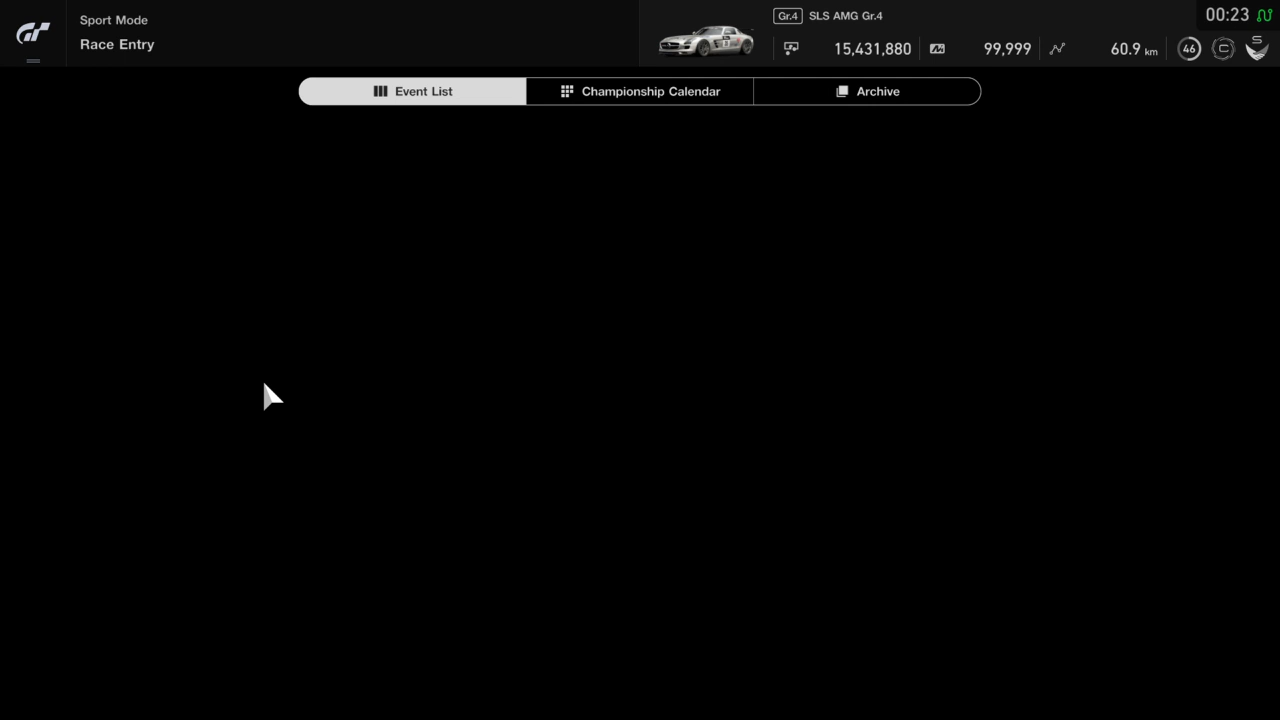 Sport Mode
Race Entry
Gr.4 SLS AMG Gr.4
00:23
15,431,880
99,999
60.9 km
46
C
S
Event List
Championship Calendar
Archive